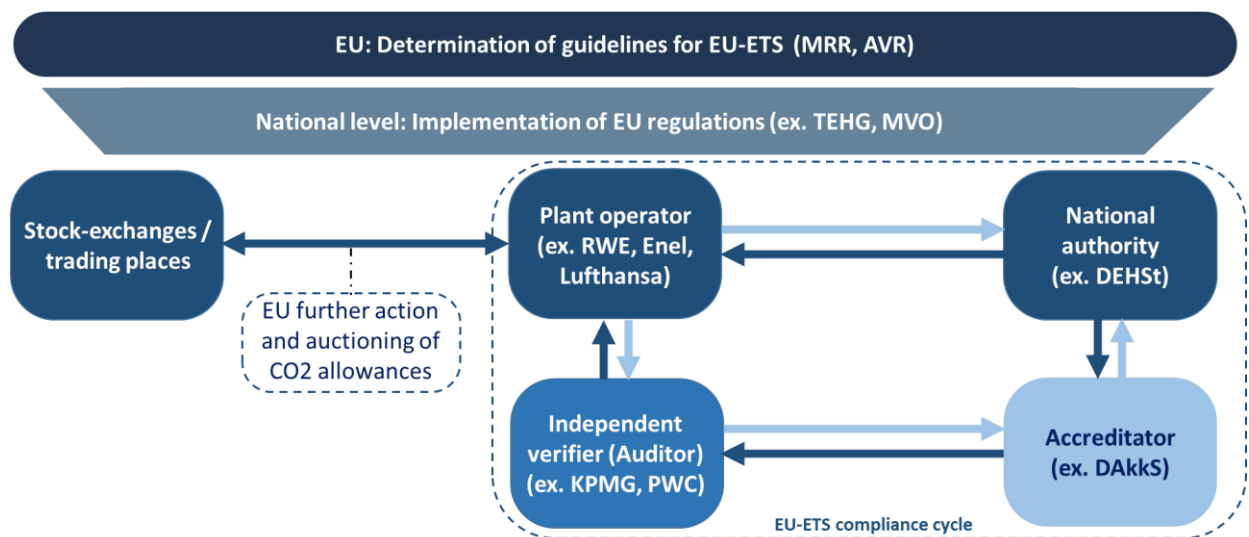 EU: Determination of guidelines for EU-ETS (MRR, AVR)
National level: Implementation of EU regulations (ex. TEHG, MVO)
Stock-exchanges /
trading places
EU further action
and auctioning of
CO2 allowances
Plant operator
(ex. RWE, Enel,
Lufthansa)
National
authority
(ex. DEHSt)
Independent
verifier (Auditor)
(ex. KPMG, PWC)
Accreditator
(ex. DAkkS)
EU-ETS compliance cycle